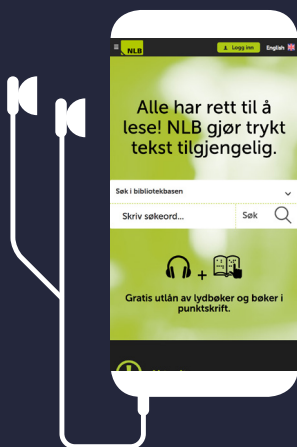 NLB
Logg inn
English
Alle har rett til å
lese! NLB gjør trykt
tekst tilgjengelig.
Søk i bibliotekbasen
Skriv søkeord...
Søk
Gratis utlån av lydbøker og bøker i
punktskrift.